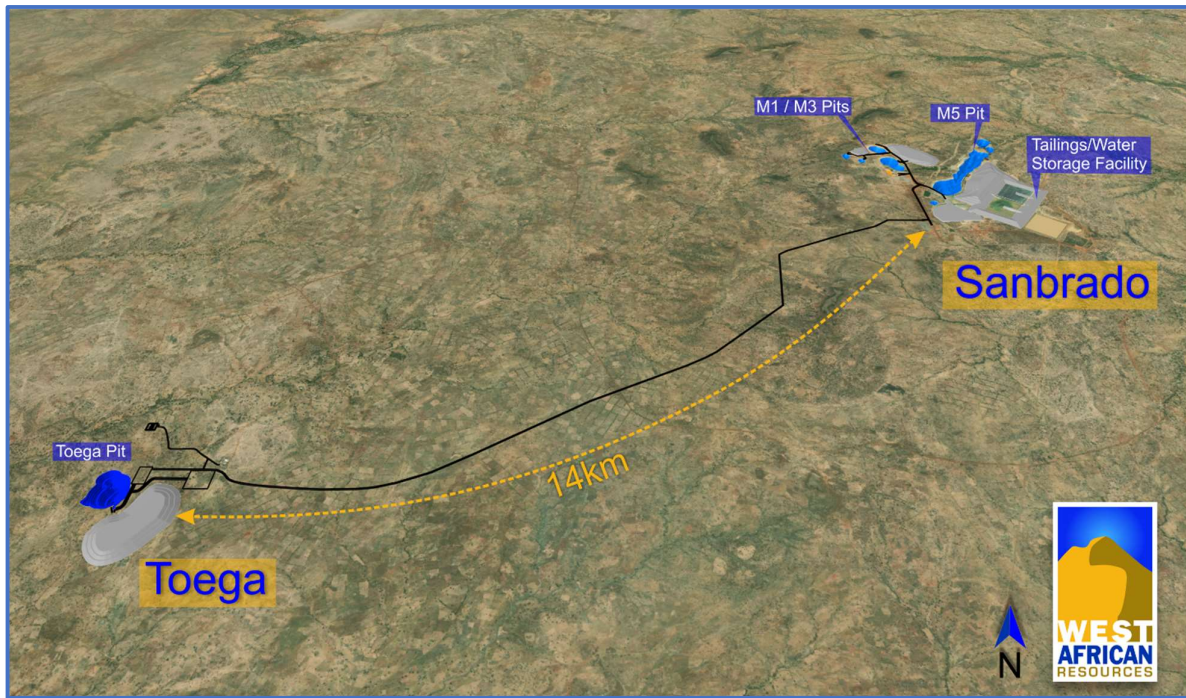 M1 / M3 Pits
M5 Pit
Tailings/Water
Storage Facility
Sanbrado
14km
Toega Pit
Toega
N
WEST
AFRICAN
RESOURCES